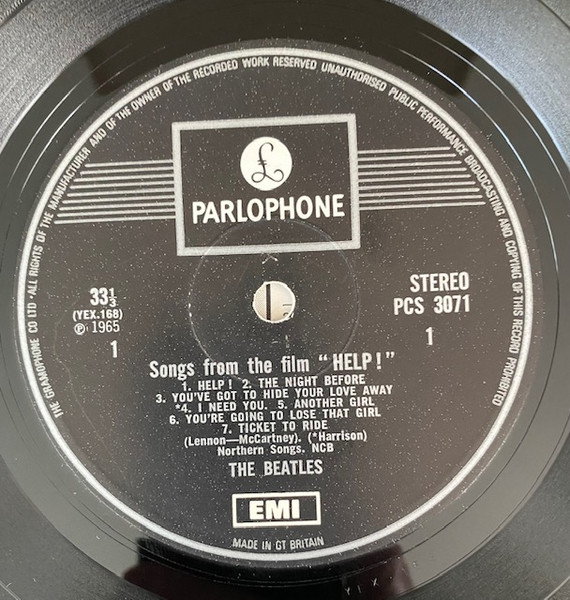 THE GRAMOPHONE CO LTD · ALL RIGHTS OF THE MANUFACTURER AND OF THE OWNER OF THE RECORDED WORK RESERVED UNAUTHORISED PUBLIC PERFORMANCE BROADCASTING AND COPYING OF THIS RECORD PROHIBITED
£
PARLOPHONE
33⅓
(YEX.168)
Ⓟ 1965
1
STEREO
PCS 3071
1
Songs from the film "HELP!"
1. HELP! 2. THE NIGHT BEFORE
3. YOU'VE GOT TO HIDE YOUR LOVE AWAY
*4. I NEED YOU. 5. ANOTHER GIRL
6. YOU'RE GOING TO LOSE THAT GIRL
7. TICKET TO RIDE
(Lennon—McCartney). (*Harrison)
Northern Songs. NCB
THE BEATLES
EMI
MADE IN GT BRITAIN